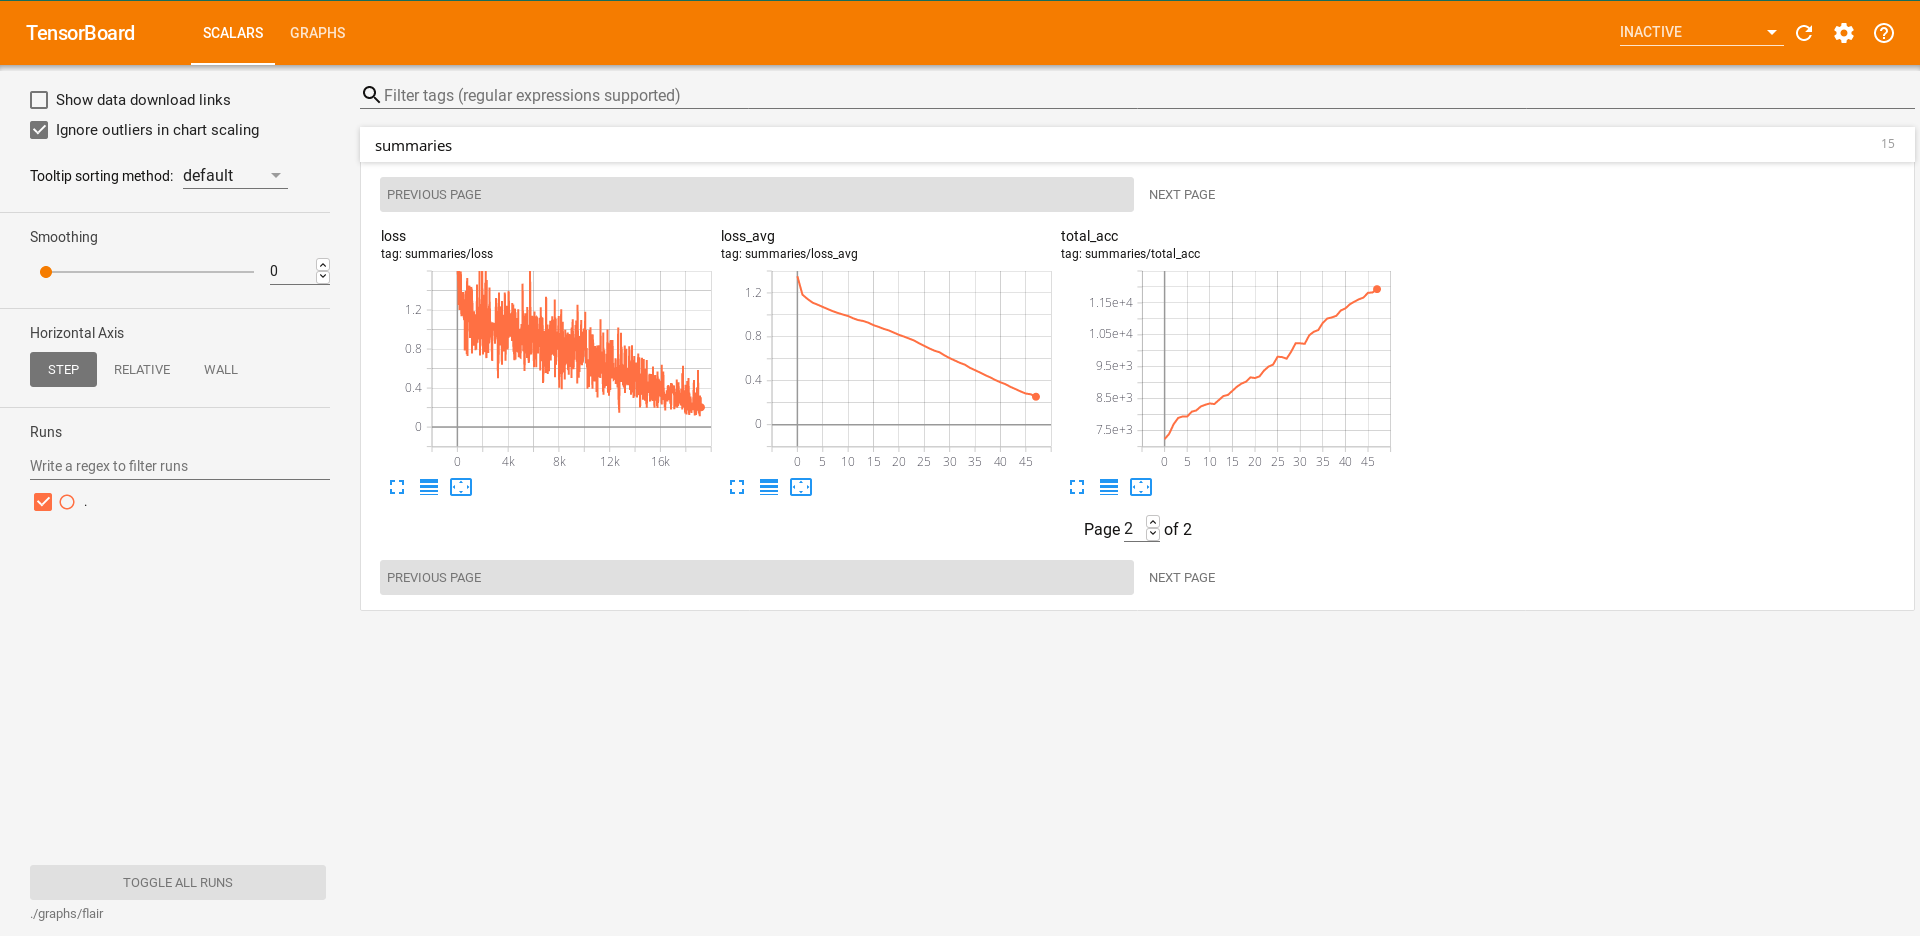 TensorBoard
SCALARS GRAPHS
INACTIVE
Show data download links
Ignore outliers in chart scaling
Tooltip sorting method: default
Smoothing
0
Horizontal Axis
STEP RELATIVE WALL
Runs
Write a regex to filter runs
.
TOGGLE ALL RUNS
./graphs/flair
Filter tags (regular expressions supported)
summaries 15
PREVIOUS PAGE NEXT PAGE
loss
tag: summaries/loss
1.2
0.8
0.4
0
0 4k 8k 12k 16k
loss_avg
tag: summaries/loss_avg
1.2
0.8
0.4
0
0 5 10 15 20 25 30 35 40 45
total_acc
tag: summaries/total_acc
1.15e+4
1.05e+4
9.5e+3
8.5e+3
7.5e+3
0 5 10 15 20 25 30 35 40 45
Page 2 of 2
PREVIOUS PAGE NEXT PAGE